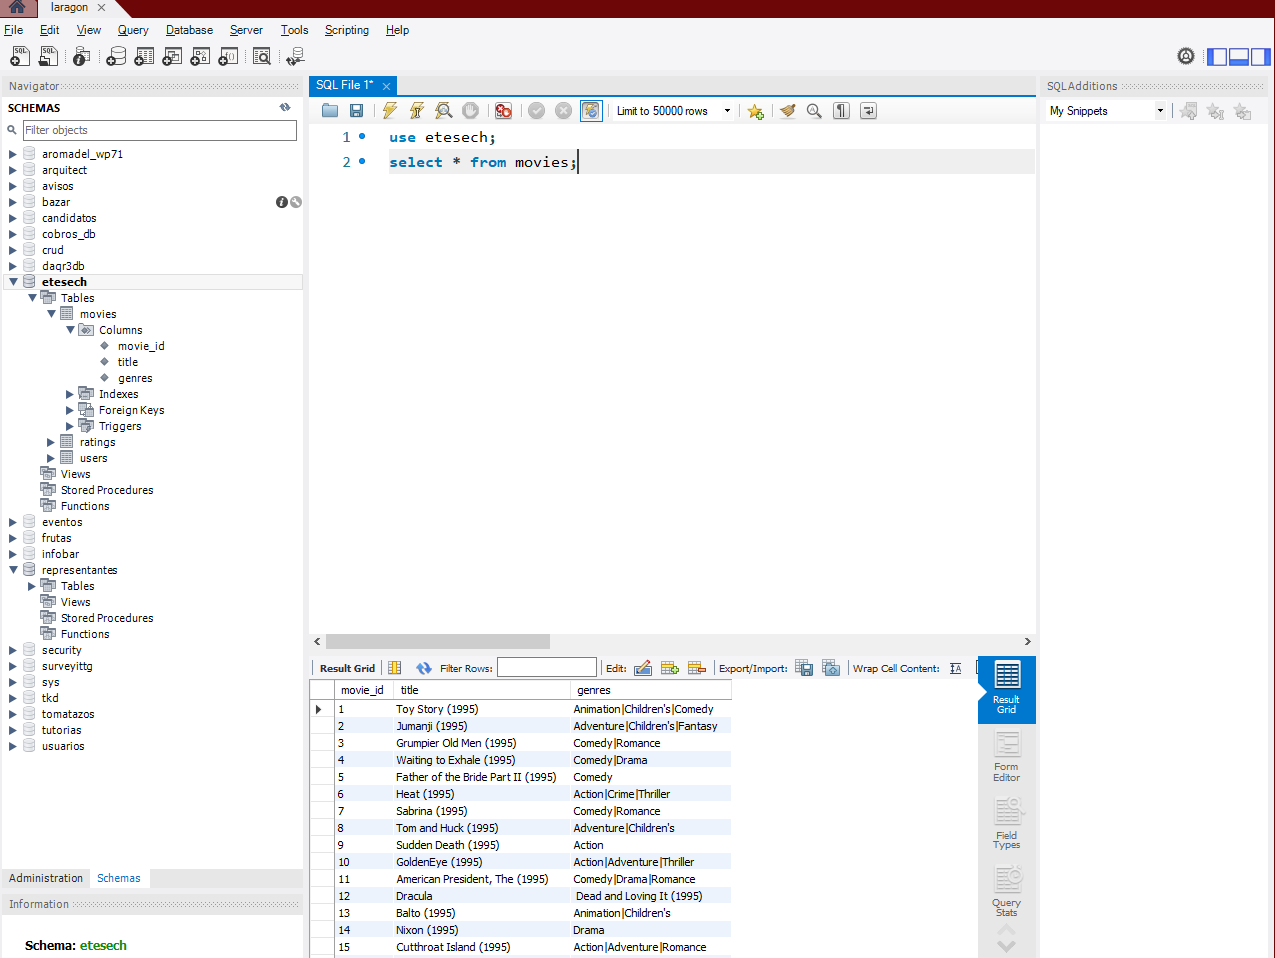 laragon
File Edit View Query Database Server Tools Scripting Help
Navigator
SCHEMAS
Filter objects
aromadel_wp71
arquitect
avisos
bazar
candidatos
cobros_db
crud
daqr3db
etesech
Tables
movies
Columns
movie_id
title
genres
Indexes
Foreign Keys
Triggers
ratings
users
Views
Stored Procedures
Functions
eventos
frutas
infobar
representantes
Tables
Views
Stored Procedures
Functions
security
surveyittg
sys
tkd
tomatazos
tutorias
usuarios
Administration Schemas
Information
Schema: etesech
SQL File 1*
Limit to 50000 rows
1 use etesech;
2 select * from movies;
Result Grid Filter Rows: Edit: Export/Import: Wrap Cell Content:
movie_id title genres
1 Toy Story (1995) Animation|Children's|Comedy
2 Jumanji (1995) Adventure|Children's|Fantasy
3 Grumpier Old Men (1995) Comedy|Romance
4 Waiting to Exhale (1995) Comedy|Drama
5 Father of the Bride Part II (1995) Comedy
6 Heat (1995) Action|Crime|Thriller
7 Sabrina (1995) Comedy|Romance
8 Tom and Huck (1995) Adventure|Children's
9 Sudden Death (1995) Action
10 GoldenEye (1995) Action|Adventure|Thriller
11 American President, The (1995) Comedy|Drama|Romance
12 Dracula Dead and Loving It (1995)
13 Balto (1995) Animation|Children's
14 Nixon (1995) Drama
15 Cutthroat Island (1995) Action|Adventure|Romance
Result
Grid
Form
Editor
Field
Types
Query
Stats
SQLAdditions
My Snippets